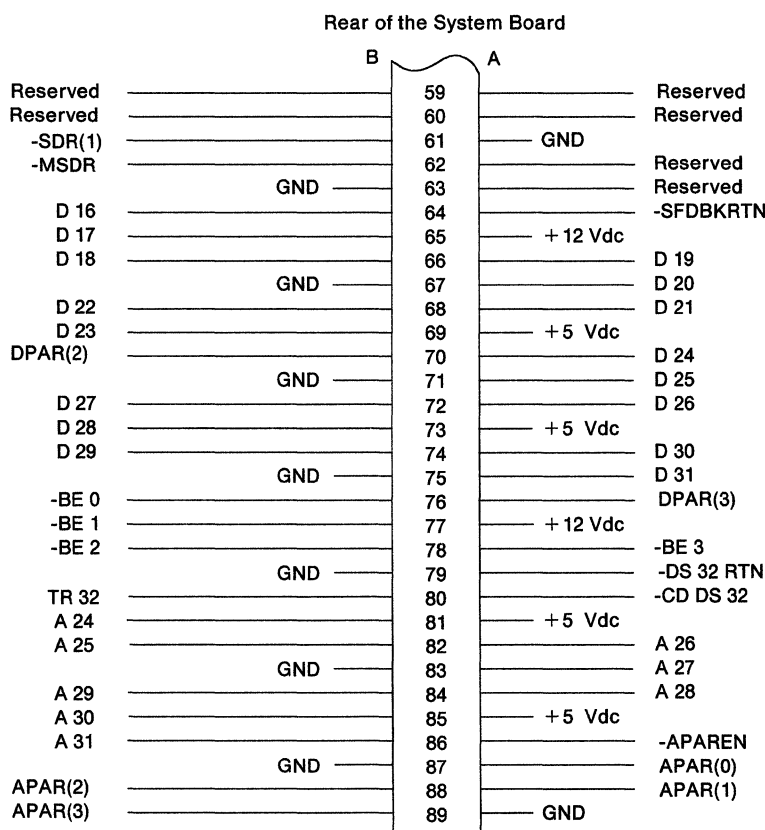 Rear of the System Board
B A
Reserved 59 Reserved
Reserved 60 Reserved
-SDR(1) 61 GND
-MSDR 62 Reserved
GND 63 Reserved
D 16 64 -SFDBKRTN
D 17 65 +12 Vdc
D 18 66 D 19
GND 67 D 20
D 22 68 D 21
D 23 69 +5 Vdc
DPAR(2) 70 D 24
GND 71 D 25
D 27 72 D 26
D 28 73 +5 Vdc
D 29 74 D 30
GND 75 D 31
-BE 0 76 DPAR(3)
-BE 1 77 +12 Vdc
-BE 2 78 -BE 3
GND 79 -DS 32 RTN
TR 32 80 -CD DS 32
A 24 81 +5 Vdc
A 25 82 A 26
GND 83 A 27
A 29 84 A 28
A 30 85 +5 Vdc
A 31 86 -APAREN
GND 87 APAR(0)
APAR(2) 88 APAR(1)
APAR(3) 89 GND